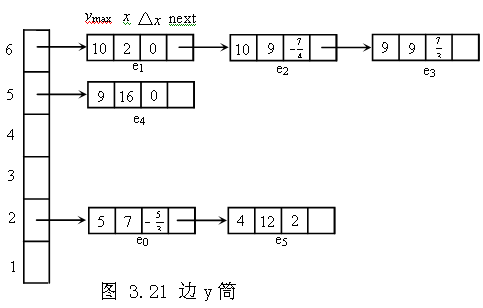 ymax x △x next
6 10 2 0 10 9 -7/4 9 9 7/3
e1 e2 e3
5 9 16 0
e4
4
3
2 5 7 -5/3 4 12 2
e0 e5
1
图 3.21 边y筒